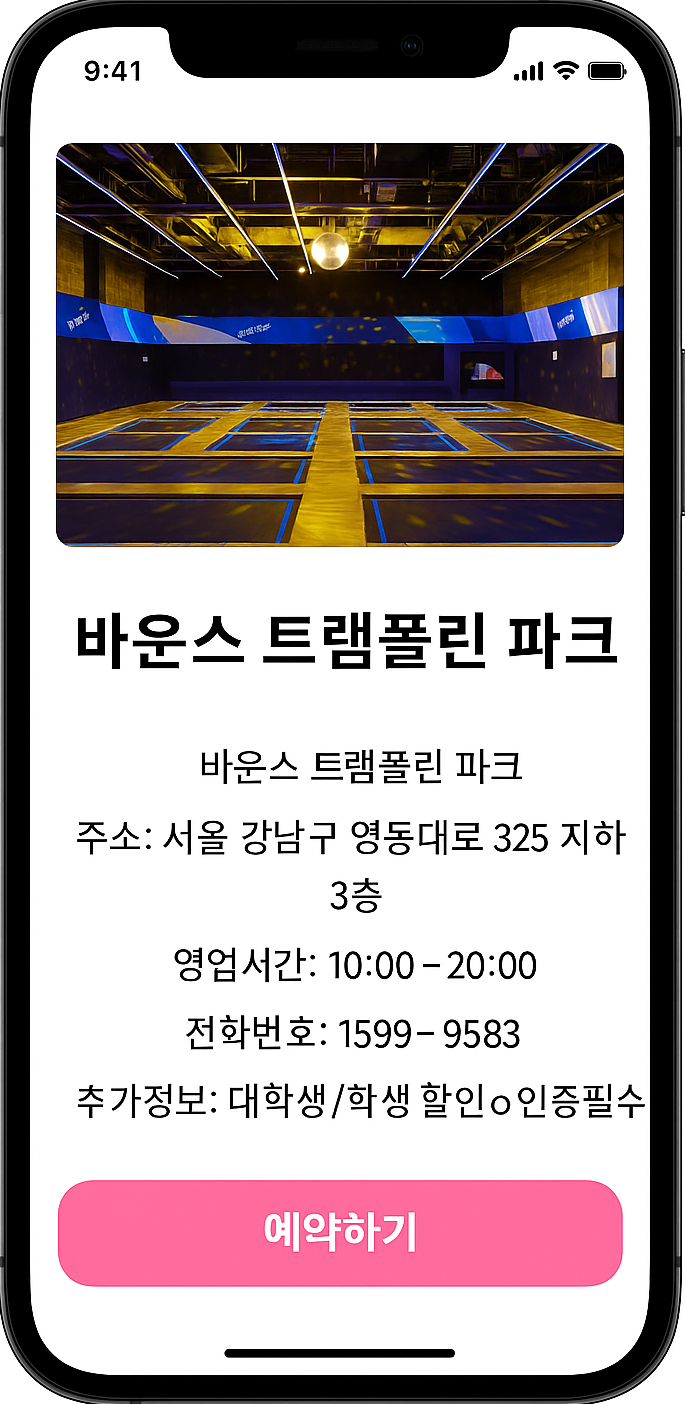 9:41
바운스 트램폴린 파크
바운스 트램폴린 파크
주소: 서올 강남구 영동대로 325 지하
3층
영업서간: 10:00 – 20:00
전화번호: 1599 – 9583
추가정보: 대학생/학생 할인o인증필수
예약하기